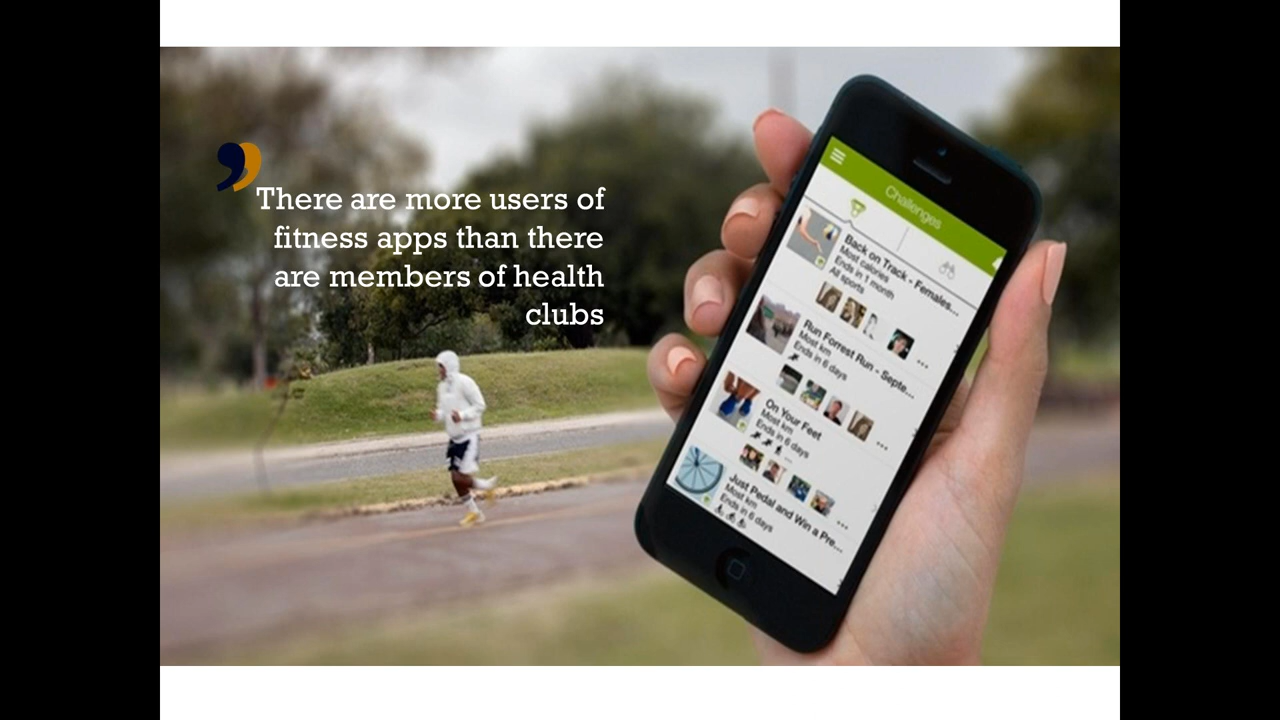 There are more users of
fitness apps than there
are members of health
clubs
Challenges
Back on Track - Females...
Most calories
Ends in 1 month
All sports
...
Run Forrest Run - Septe...
Most km
Ends in 6 days
...
On Your Feet
Most km
Ends in 6 days
...
Just Pedal and Win a Pre...
Most km
Ends in 6 days
...